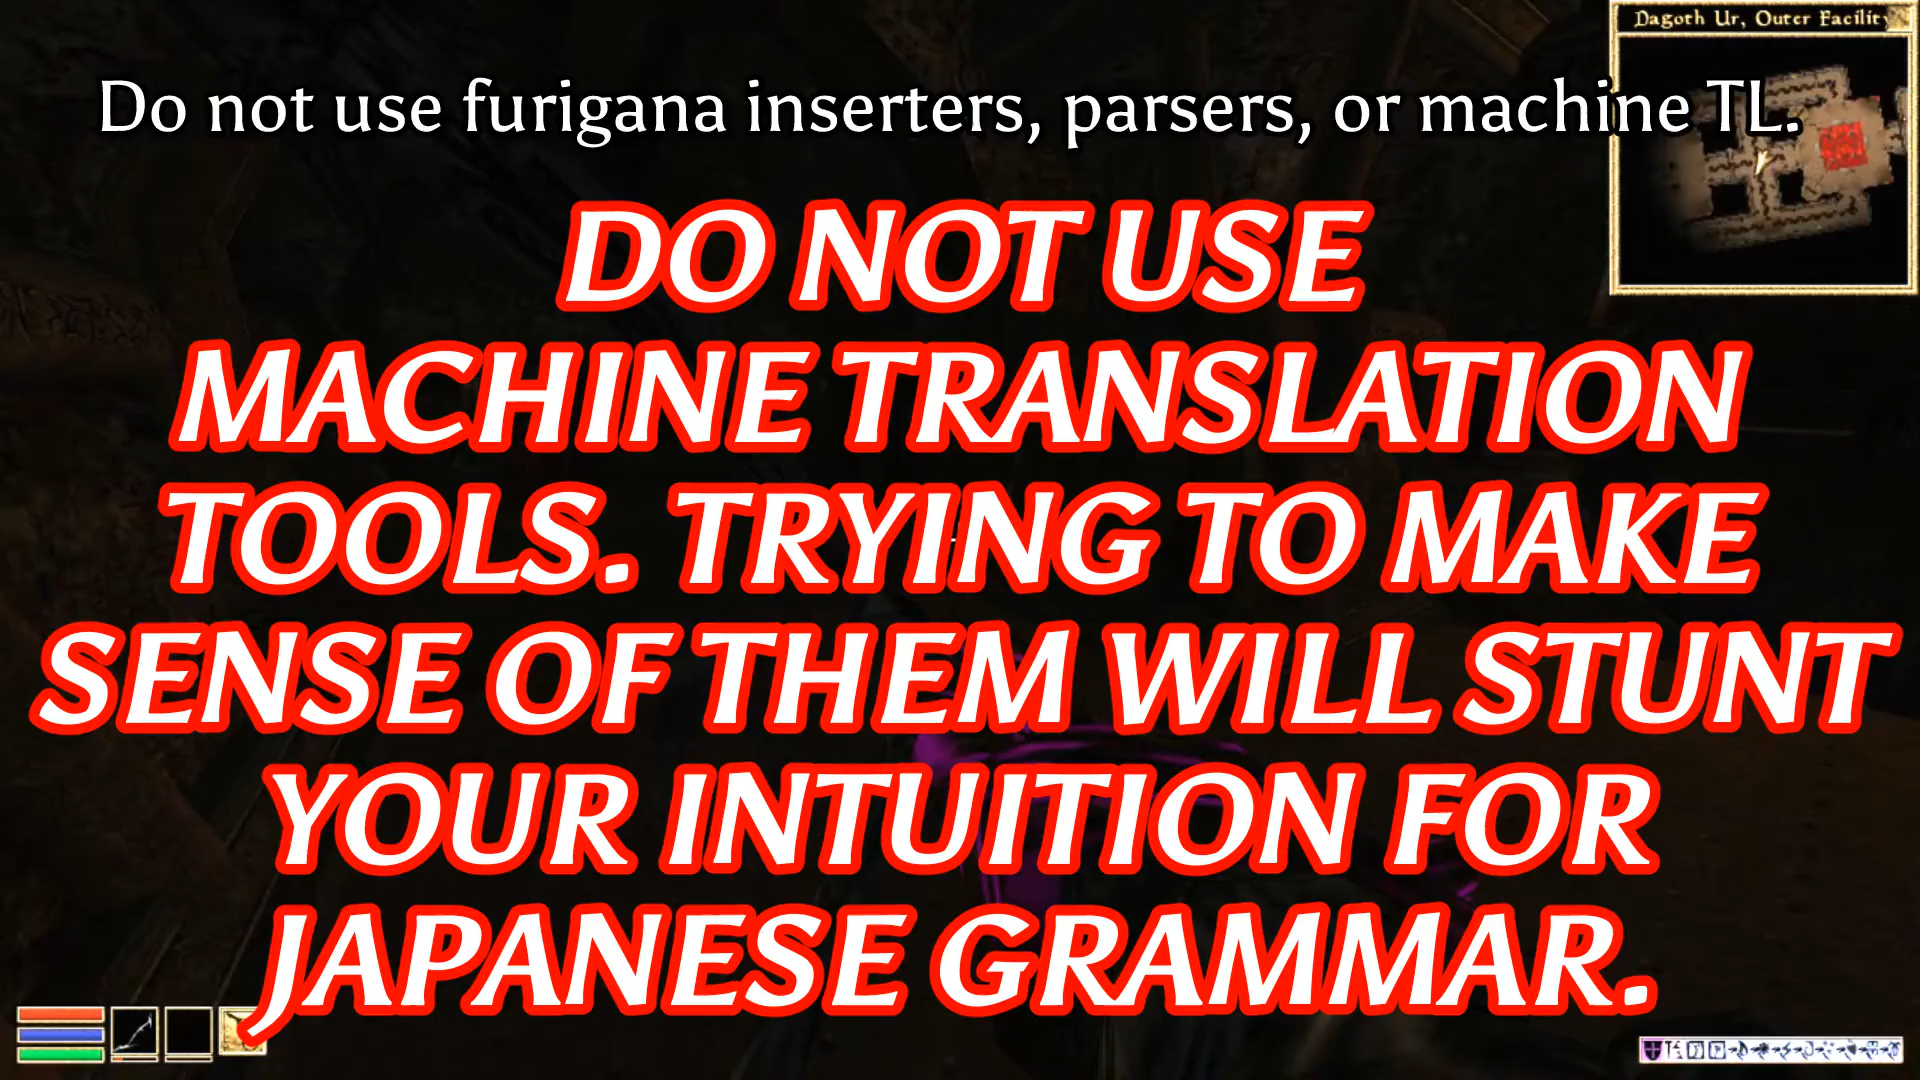 Dagoth Ur, Outer Facility
Do not use furigana inserters, parsers, or machine TL.
DO NOT USE
MACHINE TRANSLATION
TOOLS. TRYING TO MAKE
SENSE OF THEM WILL STUNT
YOUR INTUITION FOR
JAPANESE GRAMMAR.